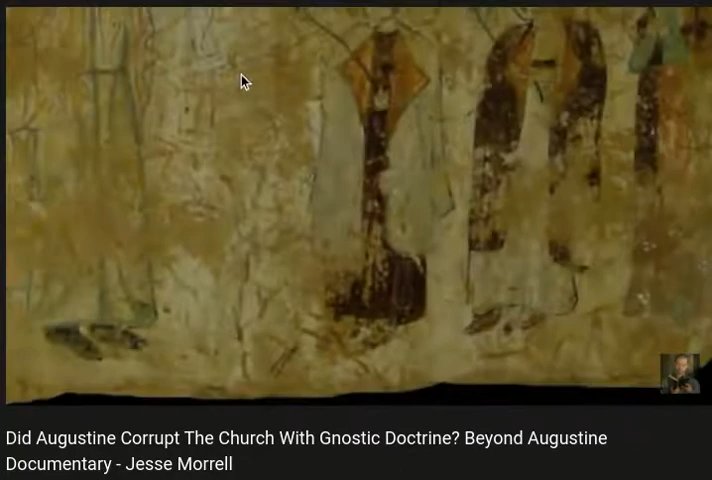 Did Augustine Corrupt The Church With Gnostic Doctrine? Beyond Augustine
Documentary - Jesse Morrell